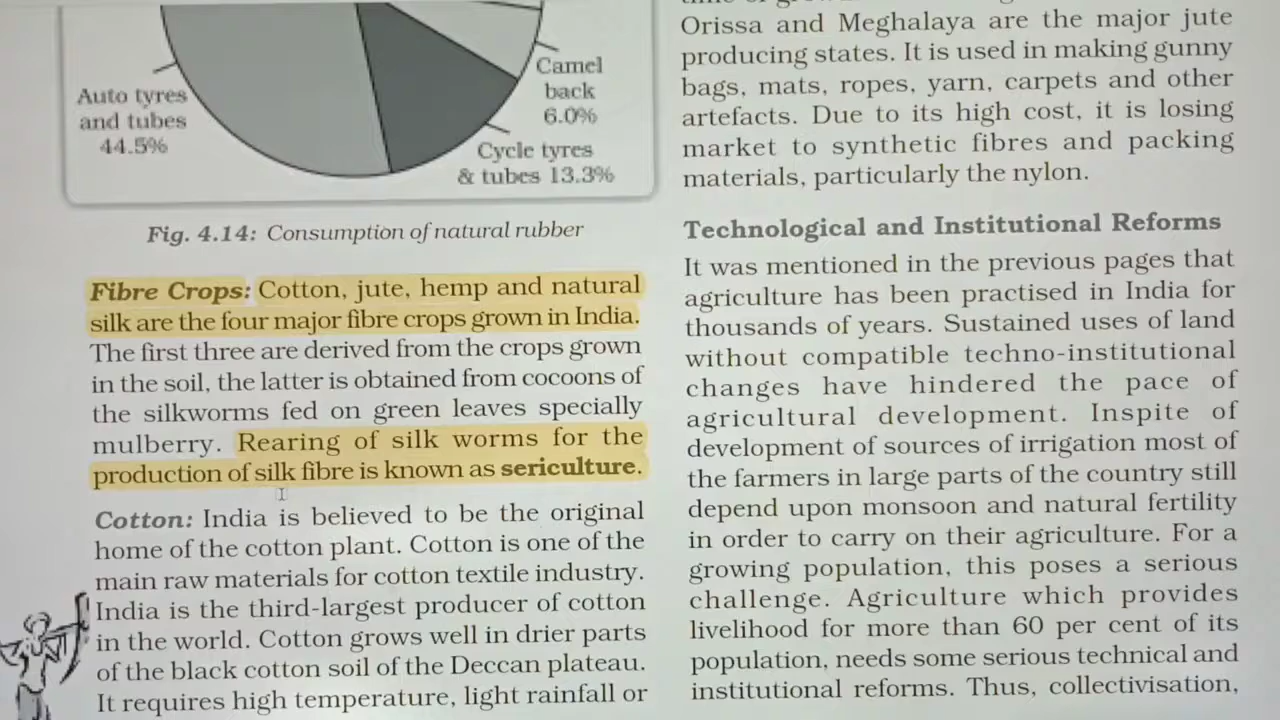 Auto tyres
and tubes
44.5%
Camel
back
6.0%
Cycle tyres
& tubes 13.3%
Fig. 4.14: Consumption of natural rubber
Fibre Crops: Cotton, jute, hemp and natural
silk are the four major fibre crops grown in India.
The first three are derived from the crops grown
in the soil, the latter is obtained from cocoons of
the silkworms fed on green leaves specially
mulberry. Rearing of silk worms for the
production of silk fibre is known as sericulture.
Cotton: India is believed to be the original
home of the cotton plant. Cotton is one of the
main raw materials for cotton textile industry.
India is the third-largest producer of cotton
in the world. Cotton grows well in drier parts
of the black cotton soil of the Deccan plateau.
It requires high temperature, light rainfall or
Orissa and Meghalaya are the major jute
producing states. It is used in making gunny
bags, mats, ropes, yarn, carpets and other
artefacts. Due to its high cost, it is losing
market to synthetic fibres and packing
materials, particularly the nylon.
Technological and Institutional Reforms
It was mentioned in the previous pages that
agriculture has been practised in India for
thousands of years. Sustained uses of land
without compatible techno-institutional
changes have hindered the pace of
agricultural development. Inspite of
development of sources of irrigation most of
the farmers in large parts of the country still
depend upon monsoon and natural fertility
in order to carry on their agriculture. For a
growing population, this poses a serious
challenge. Agriculture which provides
livelihood for more than 60 per cent of its
population, needs some serious technical and
institutional reforms. Thus, collectivisation,